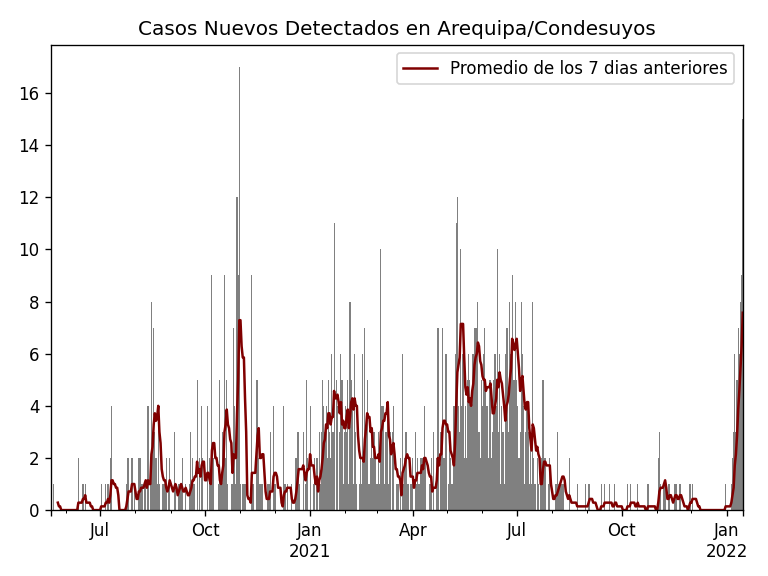 Casos Nuevos Detectados en Arequipa/Condesuyos
Promedio de los 7 dias anteriores
16
14
12
10
8
6
4
2
0
Jul
Oct
Jan
Apr
Jul
Oct
Jan
2021
2022